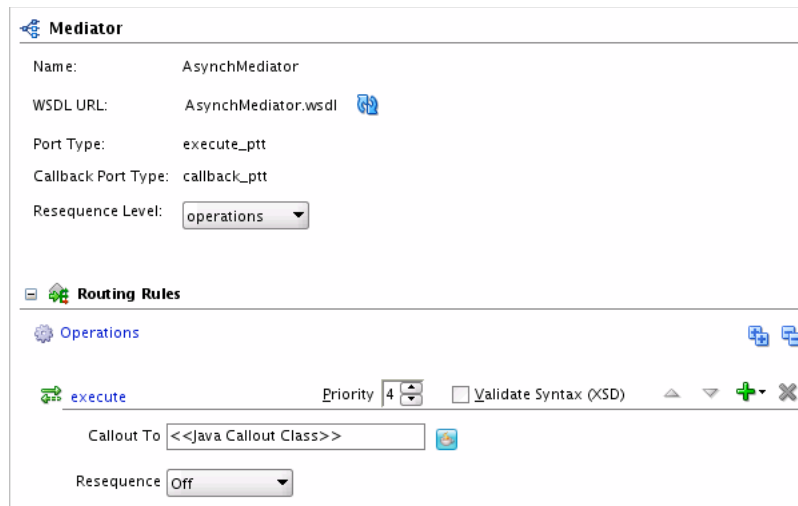 Mediator
Name: AsynchMediator
WSDL URL: AsynchMediator.wsdl
Port Type: execute_ptt
Callback Port Type: callback_ptt
Resequence Level: operations
Routing Rules
Operations
execute Priority 4 Validate Syntax (XSD)
Callout To <<Java Callout Class>>
Resequence Off